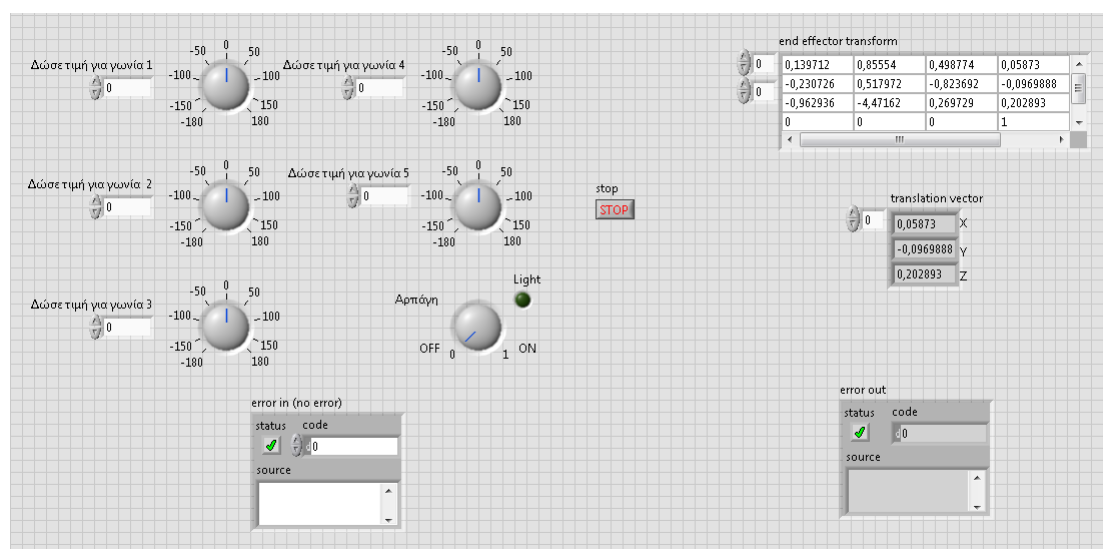 end effector transform
0 0,139712 0,85554 0,498774 0,05873
0 -0,230726 0,517972 -0,823692 -0,0969888
-0,962936 -4,47162 0,269729 0,202893
0 0 0 1
Δώσε τιμή για γωνία 1
0
-180 -150 -100 -50 0 50 100 150 180
Δώσε τιμή για γωνία 4
0
-180 -150 -100 -50 0 50 100 150 180
Δώσε τιμή για γωνία 2
0
-180 -150 -100 -50 0 50 100 150 180
Δώσε τιμή για γωνία 5
0
-180 -150 -100 -50 0 50 100 150 180
stop
STOP
translation vector
0 0,05873 X
-0,0969888 Y
0,202893 Z
Δώσε τιμή για γωνία 3
0
-180 -150 -100 -50 0 50 100 150 180
Light
Αρπάγη
OFF 0 1 ON
error in (no error)
status code
0
source
error out
status code
0
source